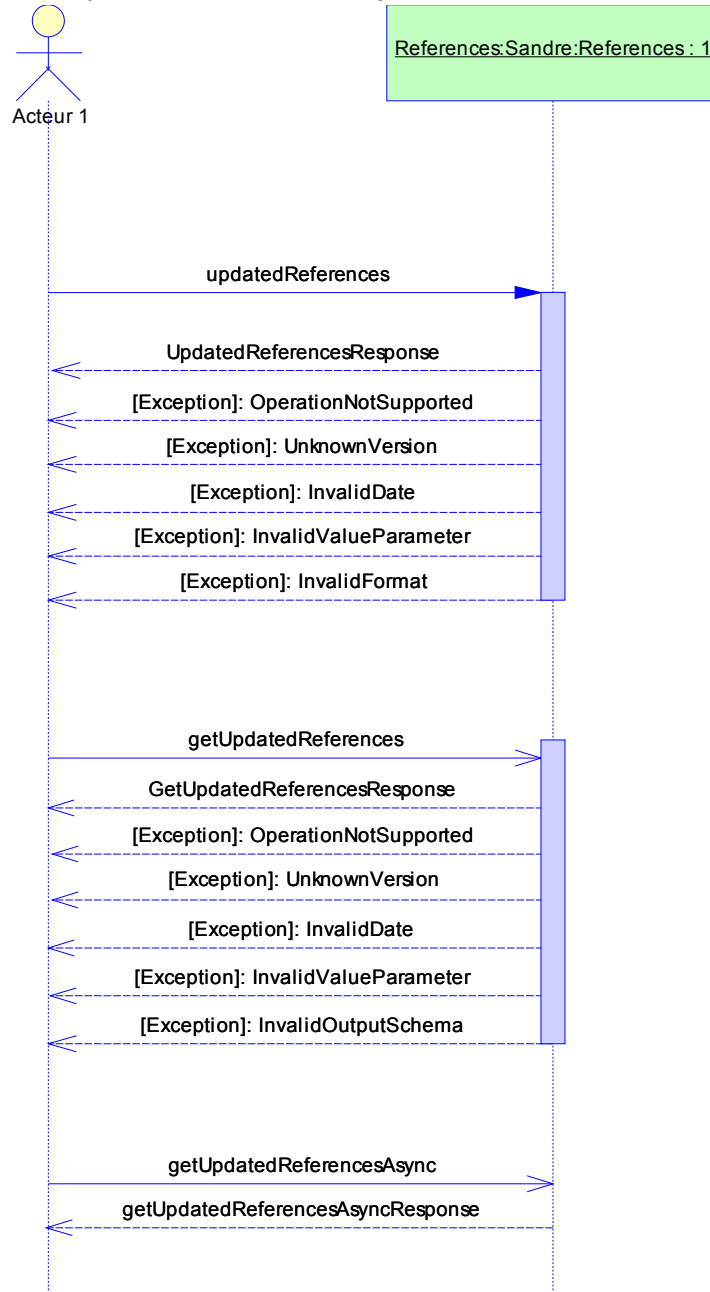 References:Sandre:References : 1
Acteur 1
updatedReferences
UpdatedReferencesResponse
[Exception]: OperationNotSupported
[Exception]: UnknownVersion
[Exception]: InvalidDate
[Exception]: InvalidValueParameter
[Exception]: InvalidFormat
getUpdatedReferences
GetUpdatedReferencesResponse
[Exception]: OperationNotSupported
[Exception]: UnknownVersion
[Exception]: InvalidDate
[Exception]: InvalidValueParameter
[Exception]: InvalidOutputSchema
getUpdatedReferencesAsync
getUpdatedReferencesAsyncResponse